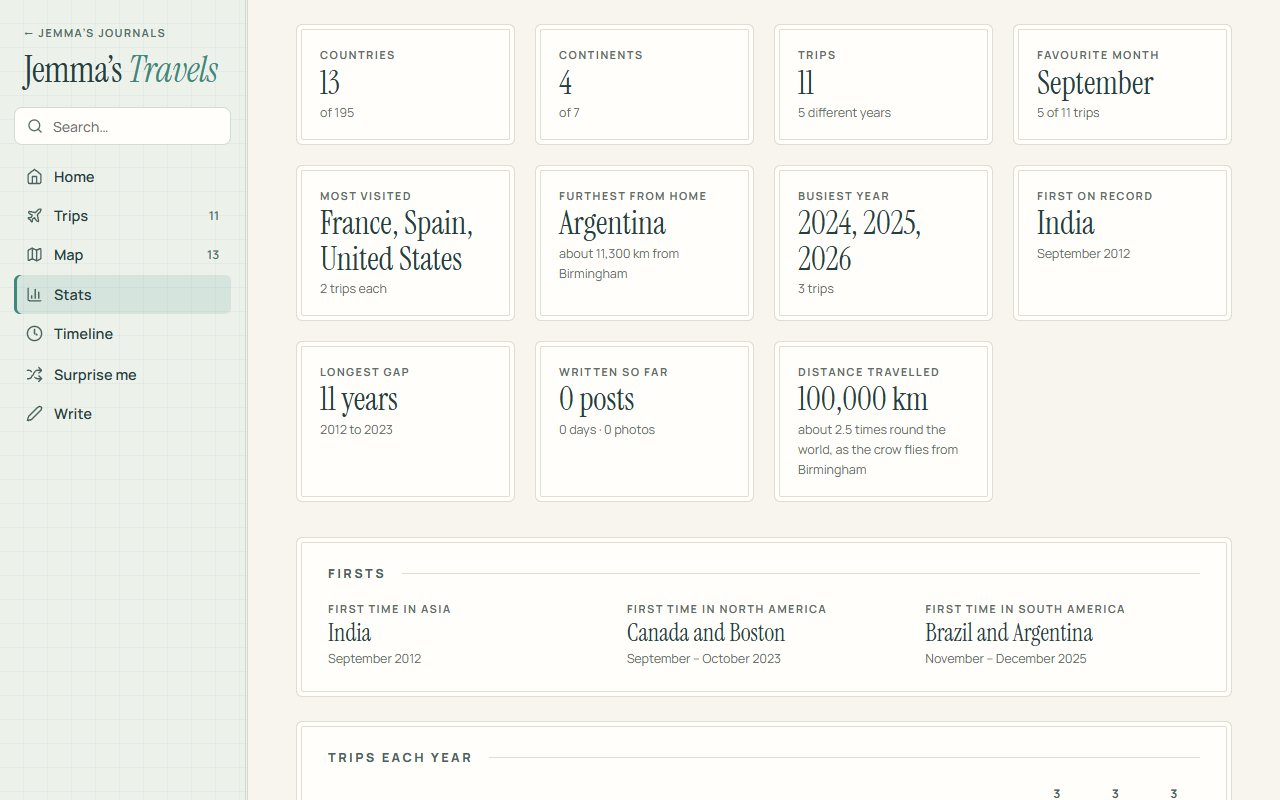 ← JEMMA'S JOURNALS
Jemma's Travels
Search...
Home
Trips 11
Map 13
Stats
Timeline
Surprise me
Write
COUNTRIES
13
of 195
CONTINENTS
4
of 7
TRIPS
11
5 different years
FAVOURITE MONTH
September
5 of 11 trips
MOST VISITED
France, Spain,
United States
2 trips each
FURTHEST FROM HOME
Argentina
about 11,300 km from
Birmingham
BUSIEST YEAR
2024, 2025,
2026
3 trips
FIRST ON RECORD
India
September 2012
LONGEST GAP
11 years
2012 to 2023
WRITTEN SO FAR
0 posts
0 days · 0 photos
DISTANCE TRAVELLED
100,000 km
about 2.5 times round the
world, as the crow flies from
Birmingham
FIRSTS
FIRST TIME IN ASIA
India
September 2012
FIRST TIME IN NORTH AMERICA
Canada and Boston
September – October 2023
FIRST TIME IN SOUTH AMERICA
Brazil and Argentina
November – December 2025
TRIPS EACH YEAR
3 3 3